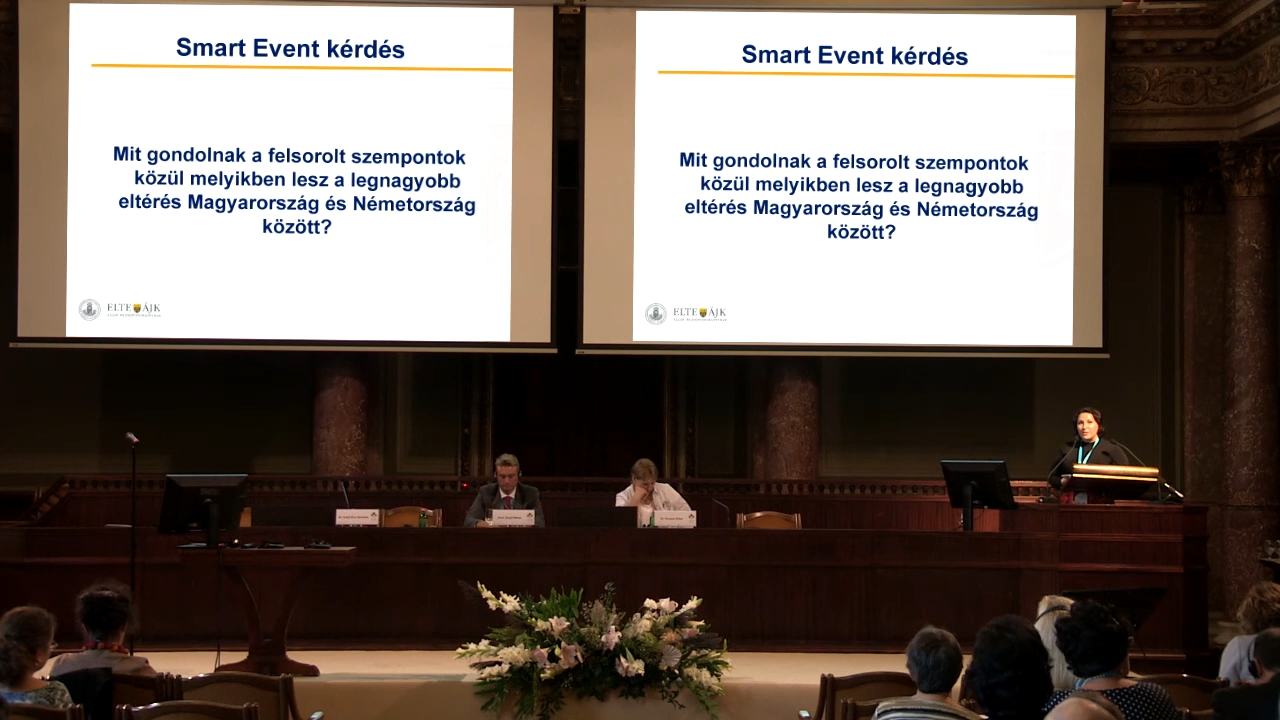 Smart Event kérdés
Mit gondolnak a felsorolt szempontok
közül melyikben lesz a legnagyobb
eltérés Magyarország és Németország
között?
ELTE ÁJK
Smart Event kérdés
Mit gondolnak a felsorolt szempontok
közül melyikben lesz a legnagyobb
eltérés Magyarország és Németország
között?
ELTE ÁJK